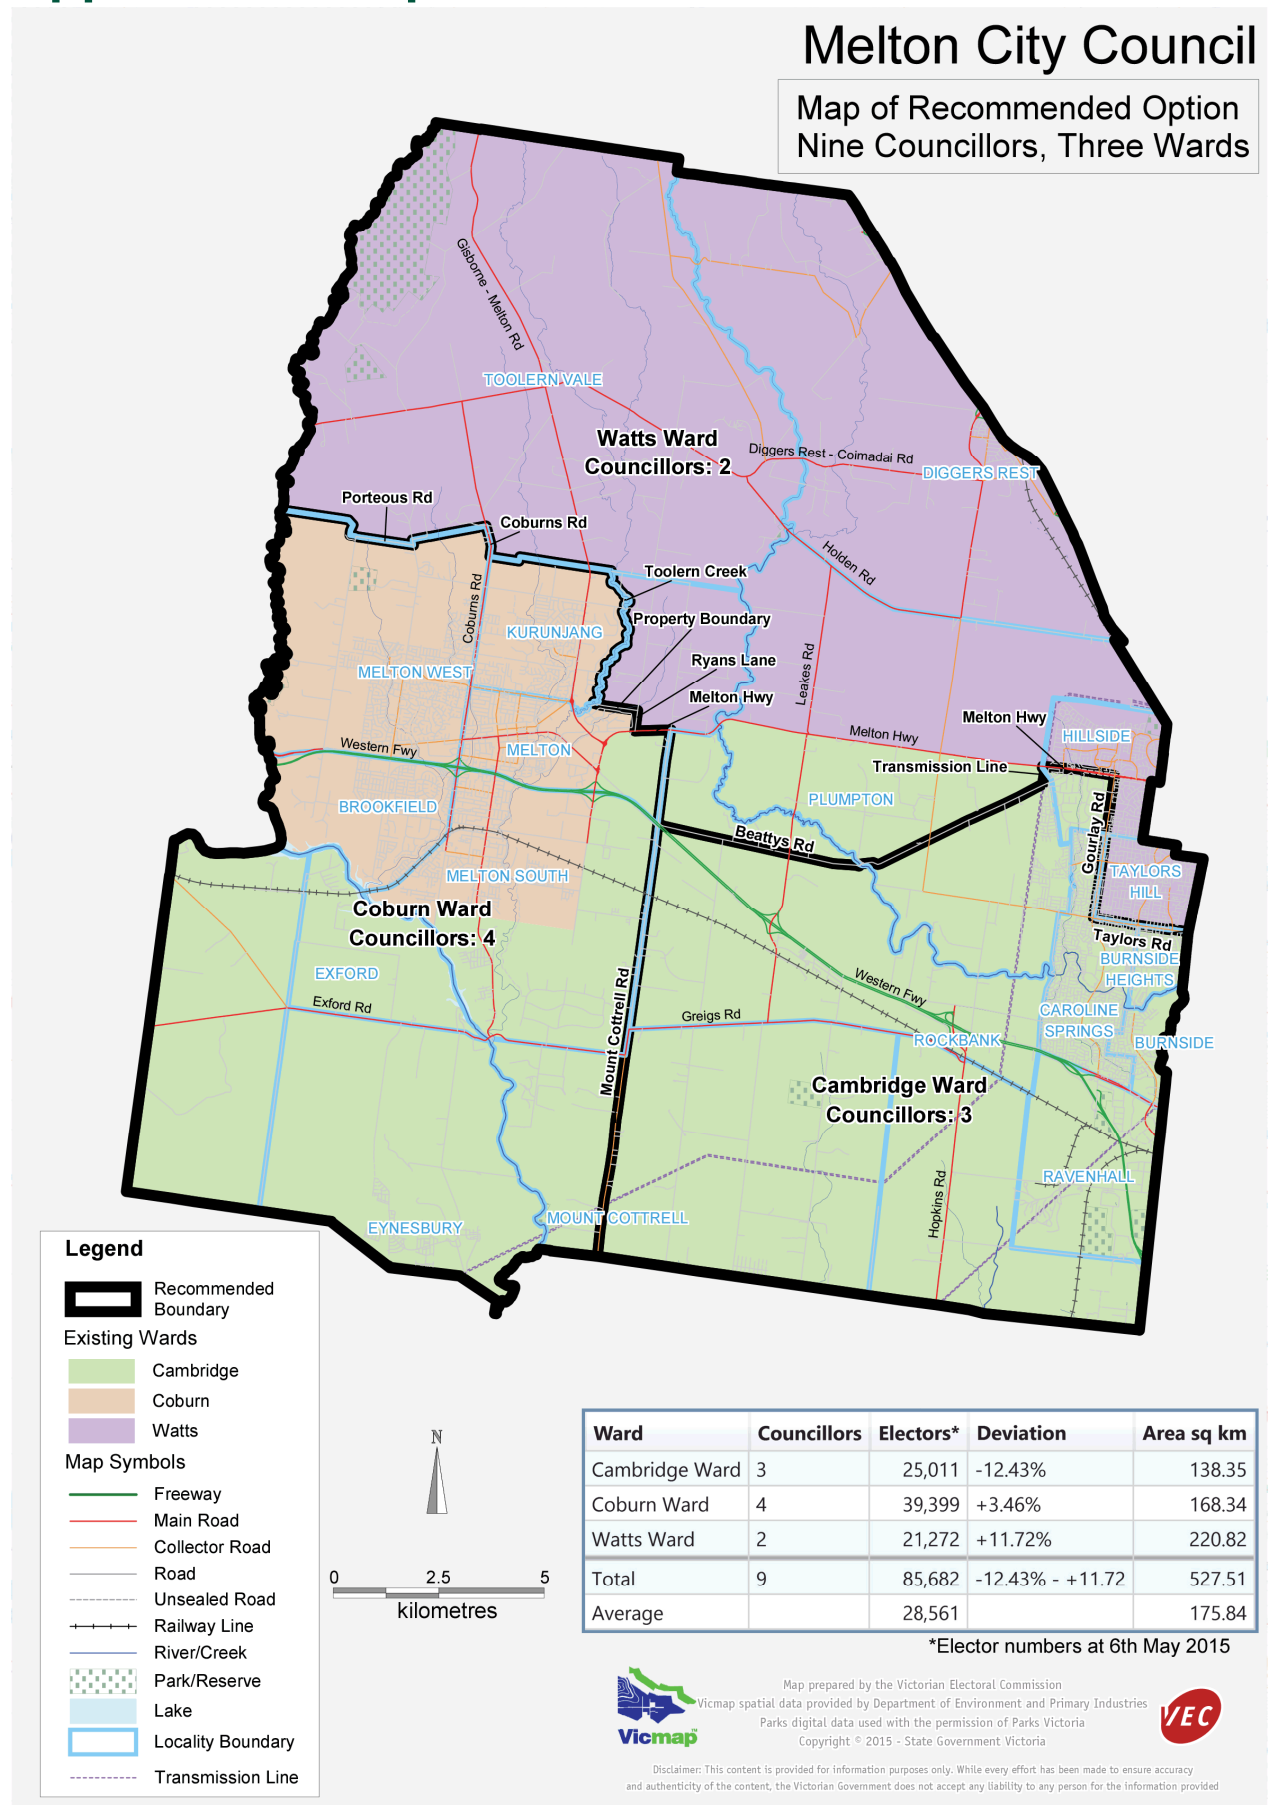 Melton City Council
Map of Recommended Option
Nine Councillors, Three Wards
Gisborne - Melton Rd
TOOLERN VALE
Watts Ward
Councillors: 2
Diggers Rest - Coimadai Rd
DIGGERS REST
Porteous Rd
Coburns Rd
Holden Rd
Toolern Creek
Coburns Rd
Property Boundary
KURUNJANG
Ryans Lane
MELTON WEST
Leakes Rd
Melton Hwy
Melton Hwy
Melton Hwy
HILLSIDE
Western Fwy
MELTON
Transmission Line
BROOKFIELD
PLUMPTON
Gourlay Rd
Beattys Rd
MELTON SOUTH
TAYLORS
HILL
Coburn Ward
Councillors: 4
Taylors Rd
BURNSIDE
HEIGHTS
EXFORD
Western Fwy
Exford Rd
Mount Cottrell Rd
Greigs Rd
CAROLINE
SPRINGS
ROCKBANK
BURNSIDE
Cambridge Ward
Councillors: 3
RAVENHALL
Hopkins Rd
EYNESBURY
MOUNT COTTRELL
Legend
Recommended
Boundary
Existing Wards
Cambridge
Coburn
Watts
Map Symbols
Freeway
Main Road
Collector Road
Road
Unsealed Road
Railway Line
River/Creek
Park/Reserve
Lake
Locality Boundary
Transmission Line
N
0 2.5 5
kilometres
Ward Councillors Electors* Deviation Area sq km
Cambridge Ward 3 25,011 -12.43% 138.35
Coburn Ward 4 39,399 +3.46% 168.34
Watts Ward 2 21,272 +11.72% 220.82
Total 9 85,682 -12.43% - +11.72 527.51
Average 28,561 175.84
*Elector numbers at 6th May 2015
Vicmap™
Map prepared by the Victorian Electoral Commission
Vicmap spatial data provided by Department of Environment and Primary Industries
Parks digital data used with the permission of Parks Victoria
Copyright © 2015 - State Government Victoria
VEC
Disclaimer: This content is provided for information purposes only. While every effort has been made to ensure accuracy
and authenticity of the content, the Victorian Government does not accept any liability to any person for the information provided